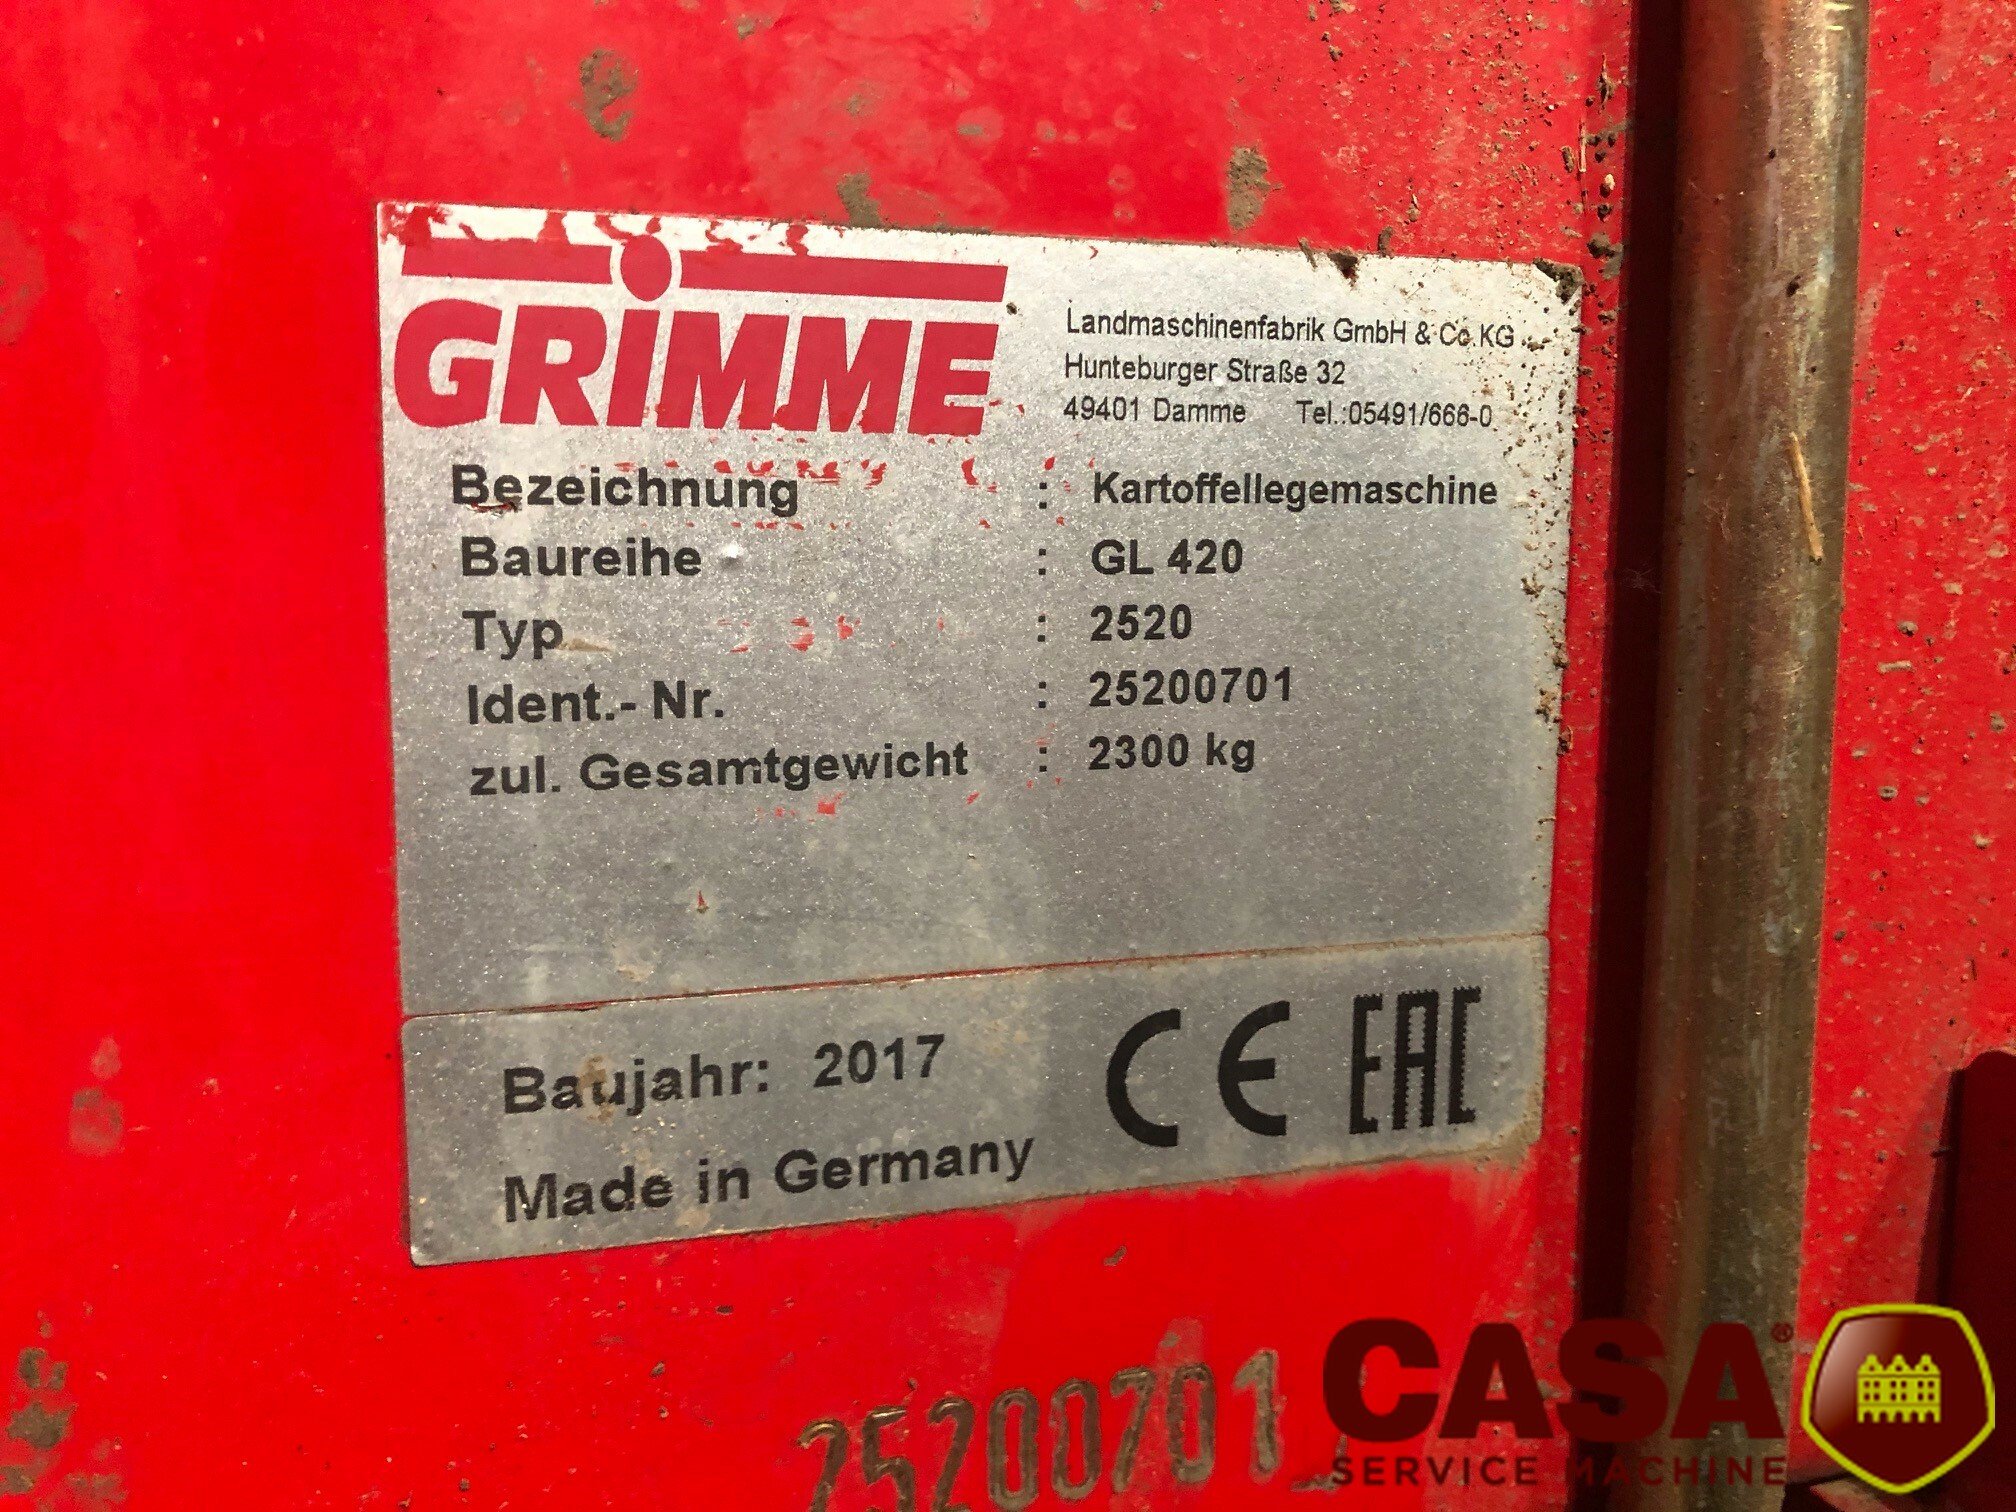 GRIMME
Landmaschinenfabrik GmbH & Co.KG
Hunteburger Straße 32
49401 Damme Tel.:05491/666-0
Bezeichnung : Kartoffellegemaschine
Baureihe : GL 420
Typ : 2520
Ident.- Nr. : 25200701
zul. Gesamtgewicht : 2300 kg
Baujahr: 2017 CE EAC
Made in Germany
25200701
CASA®
SERVICE MACHINE